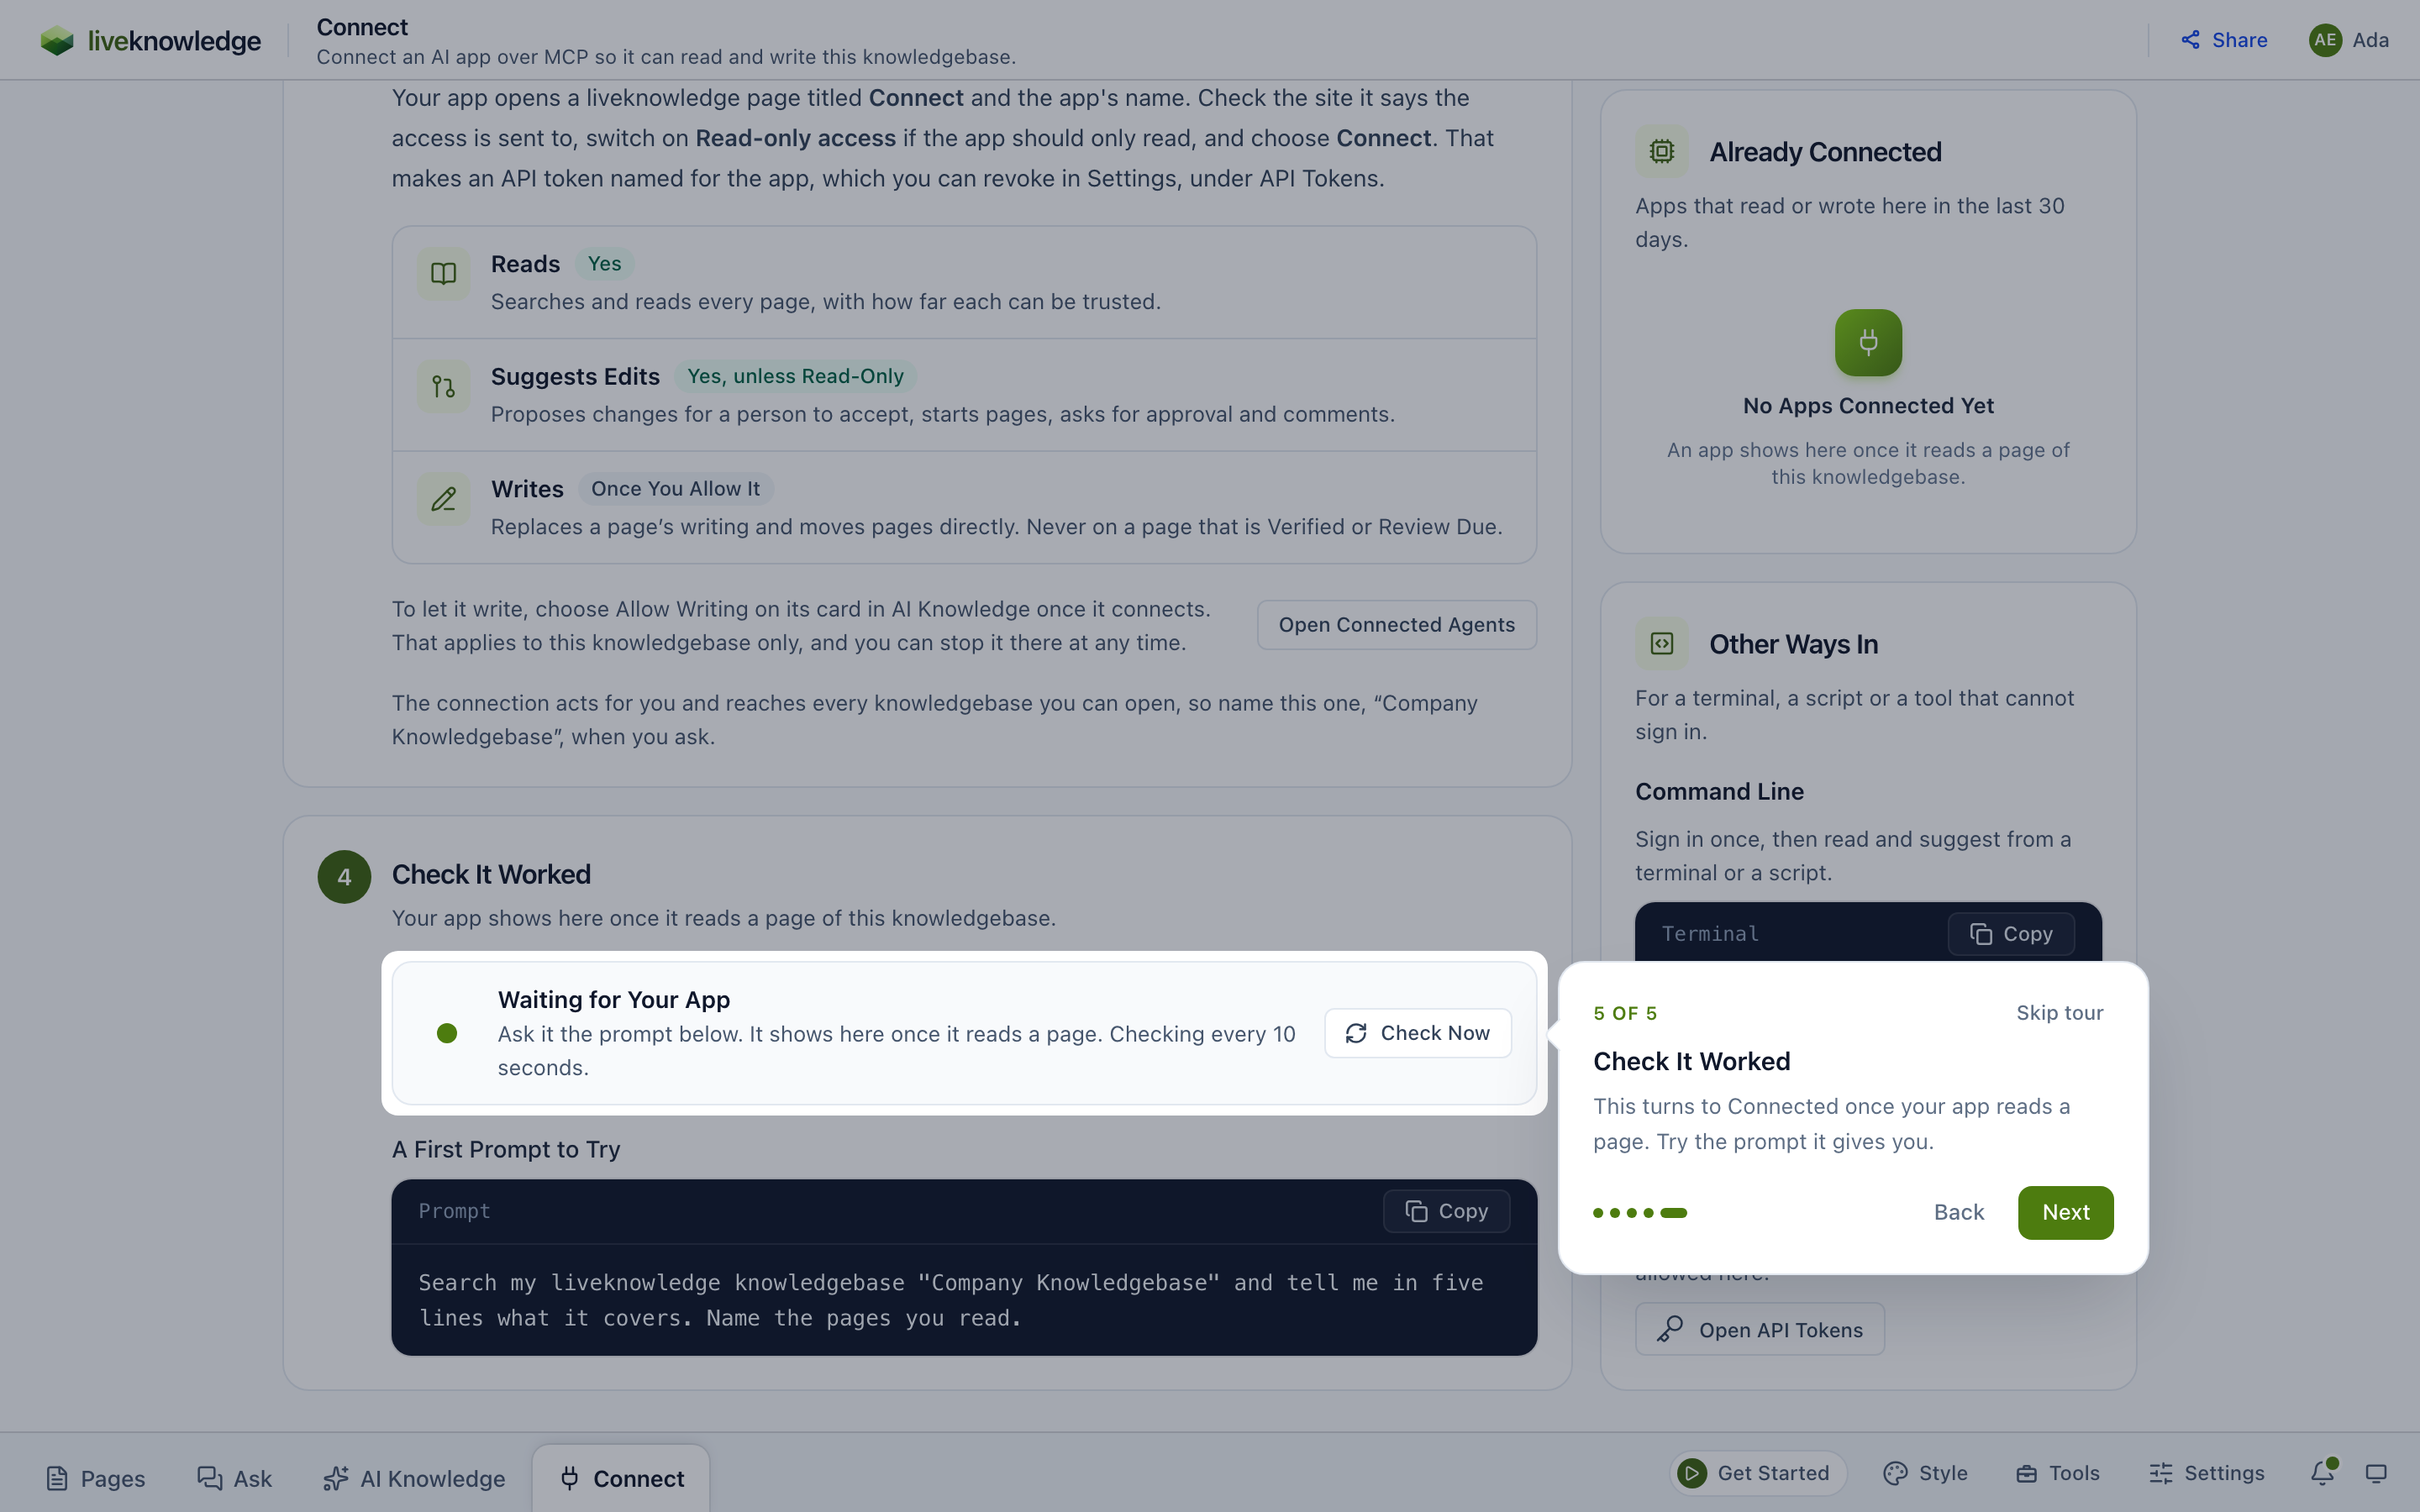 liveknowledge
Connect
Connect an AI app over MCP so it can read and write this knowledgebase.
Share
AE
Ada
Your app opens a liveknowledge page titled Connect and the app's name. Check the site it says the
access is sent to, switch on Read-only access if the app should only read, and choose Connect. That
makes an API token named for the app, which you can revoke in Settings, under API Tokens.
Reads
Yes
Searches and reads every page, with how far each can be trusted.
Suggests Edits
Yes, unless Read-Only
Proposes changes for a person to accept, starts pages, asks for approval and comments.
Writes
Once You Allow It
Replaces a page’s writing and moves pages directly. Never on a page that is Verified or Review Due.
To let it write, choose Allow Writing on its card in AI Knowledge once it connects.
That applies to this knowledgebase only, and you can stop it there at any time.
Open Connected Agents
The connection acts for you and reaches every knowledgebase you can open, so name this one, “Company
Knowledgebase”, when you ask.
4
Check It Worked
Your app shows here once it reads a page of this knowledgebase.
Waiting for Your App
Ask it the prompt below. It shows here once it reads a page. Checking every 10
seconds.
Check Now
A First Prompt to Try
Prompt
Copy
Search my liveknowledge knowledgebase "Company Knowledgebase" and tell me in five
lines what it covers. Name the pages you read.
Already Connected
Apps that read or wrote here in the last 30
days.
No Apps Connected Yet
An app shows here once it reads a page of
this knowledgebase.
Other Ways In
For a terminal, a script or a tool that cannot
sign in.
Command Line
Sign in once, then read and suggest from a
terminal or a script.
Terminal
Copy
5 OF 5
Skip tour
Check It Worked
This turns to Connected once your app reads a
page. Try the prompt it gives you.
Back
Next
allowed here.
Open API Tokens
Pages
Ask
AI Knowledge
Connect
Get Started
Style
Tools
Settings